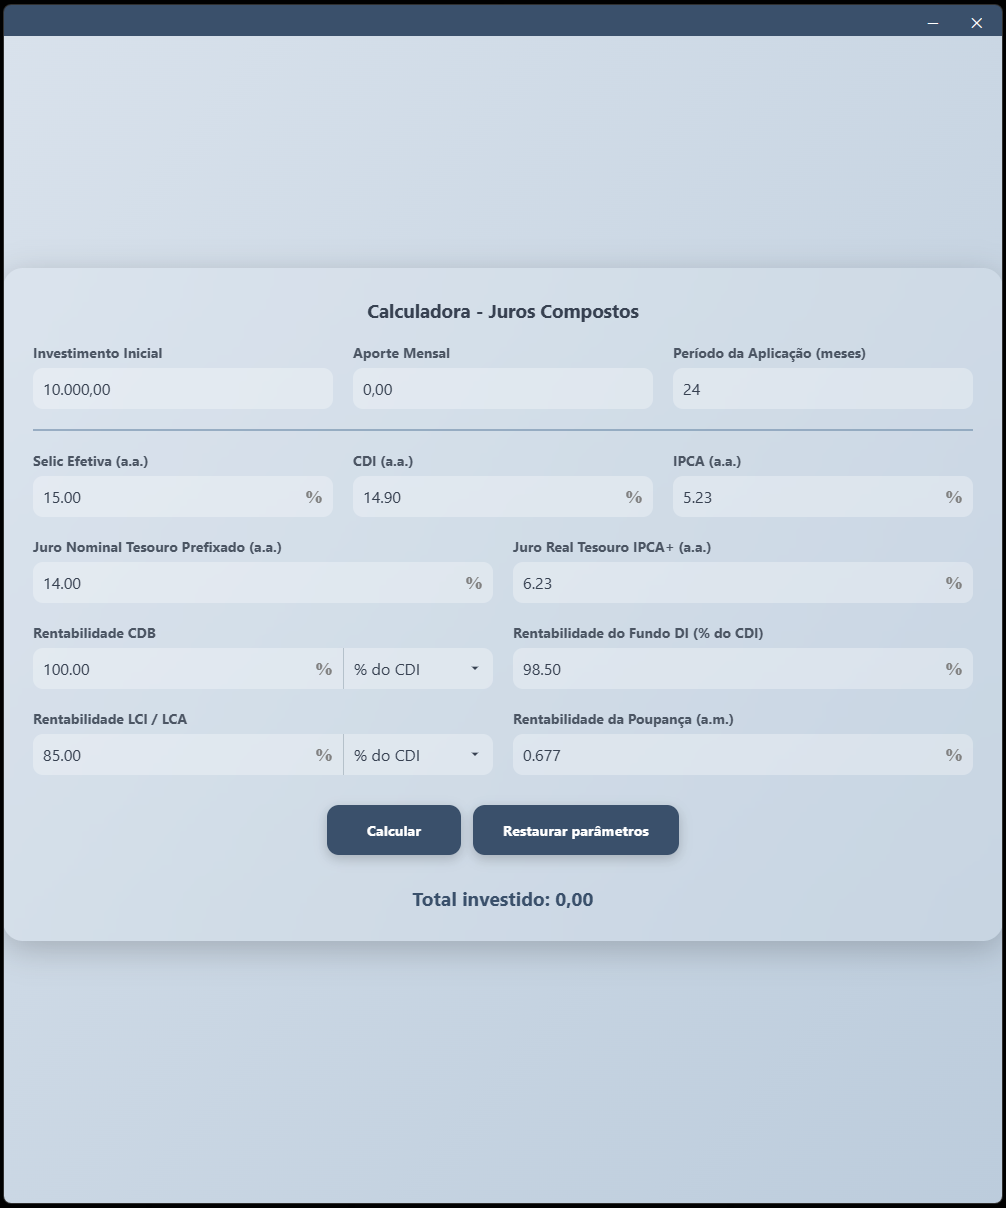 Calculadora - Juros Compostos
Investimento Inicial Aporte Mensal Período da Aplicação (meses)
10.000,00 0,00 24
Selic Efetiva (a.a.) CDI (a.a.) IPCA (a.a.)
15.00 % 14.90 % 5.23 %
Juro Nominal Tesouro Prefixado (a.a.) Juro Real Tesouro IPCA+ (a.a.)
14.00 % 6.23 %
Rentabilidade CDB Rentabilidade do Fundo DI (% do CDI)
100.00 % % do CDI 98.50 %
Rentabilidade LCI / LCA Rentabilidade da Poupança (a.m.)
85.00 % % do CDI 0.677 %
Calcular Restaurar parâmetros
Total investido: 0,00